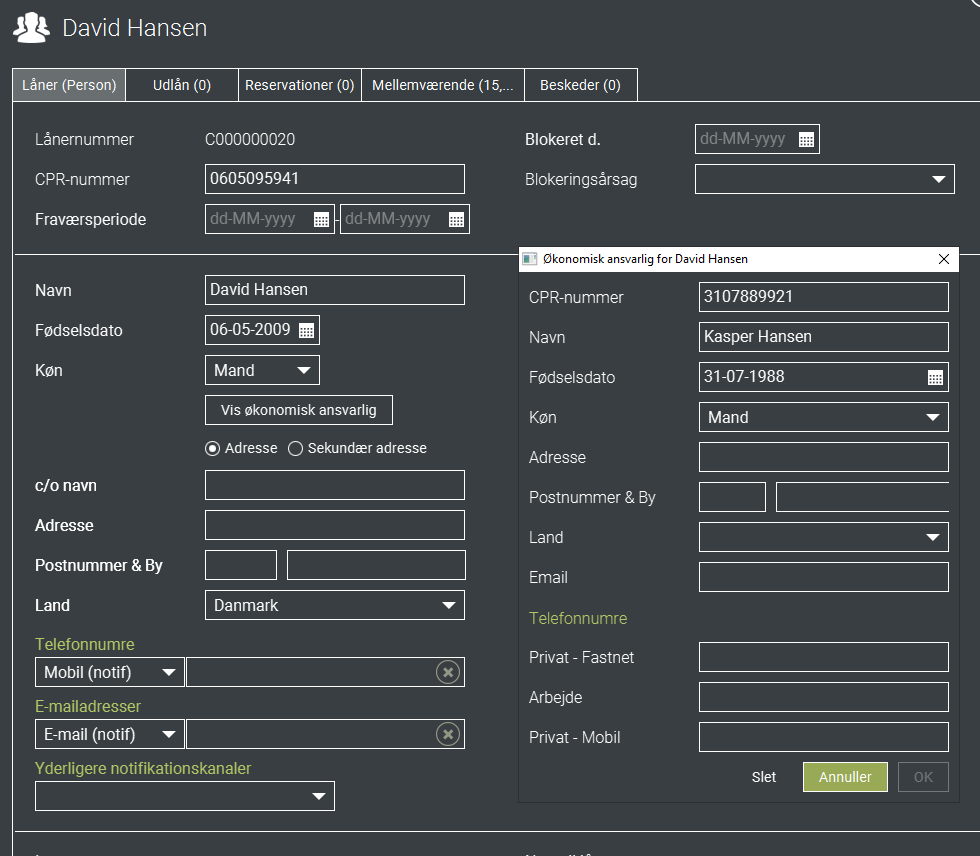 David Hansen
Låner (Person) Udlån (0) Reservationer (0) Mellemværende (15,... Beskeder (0)
Lånernummer C000000020
CPR-nummer 0605095941
Fraværsperiode dd-MM-yyyy - dd-MM-yyyy
Blokeret d. dd-MM-yyyy
Blokeringsårsag
Navn David Hansen
Fødselsdato 06-05-2009
Køn Mand
Vis økonomisk ansvarlig
Adresse Sekundær adresse
c/o navn
Adresse
Postnummer & By
Land Danmark
Telefonnumre
Mobil (notif)
E-mailadresser
E-mail (notif)
Yderligere notifikationskanaler
Økonomisk ansvarlig for David Hansen
CPR-nummer 3107889921
Navn Kasper Hansen
Fødselsdato 31-07-1988
Køn Mand
Adresse
Postnummer & By
Land
Email
Telefonnumre
Privat - Fastnet
Arbejde
Privat - Mobil
Slet Annuller OK